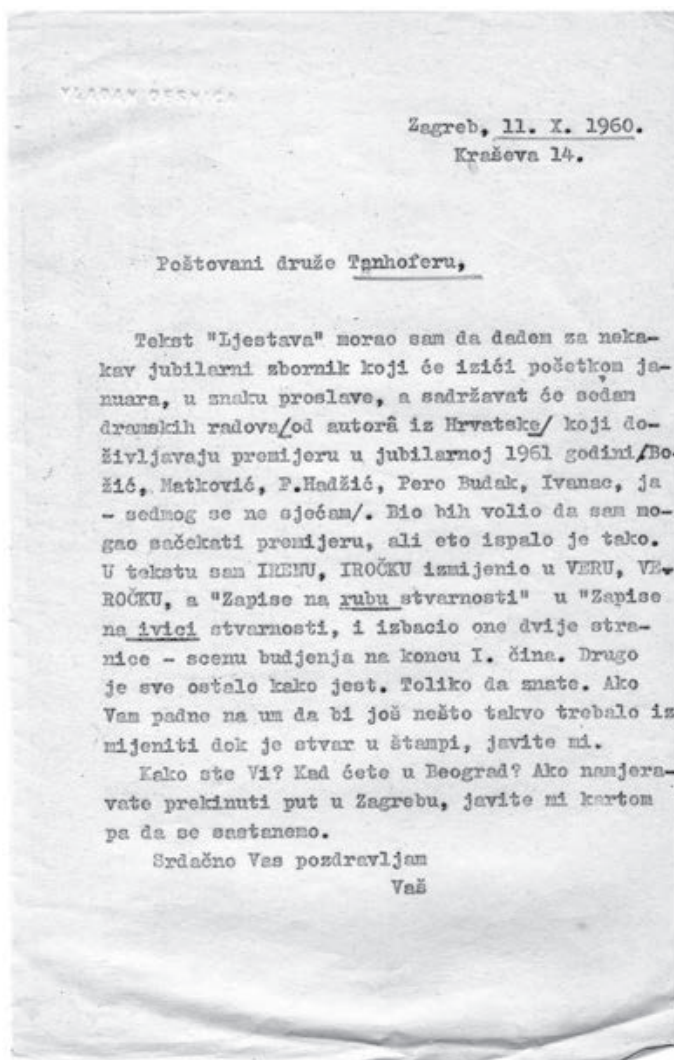 VLADAN DESNICA
Zagreb, 11. X. 1960.
Kraševa 14.
Poštovani druže Tanhoferu,
Tekst "Ljestava" morao sam da dadem za neka-
kav jubilarni zbornik koji će izići početkom ja-
nuara, u znaku proslave, a sadržavat će sedam
dramskih radova/od autorâ iz Hrvatske/ koji do-
življavaju premijeru u jubilarnoj 1961 godini/Bo-
žić, Matković, F.Hadžić, Pero Budak, Ivanac, ja
- sedmog se ne sjećam/. Bio bih volio da sam mo-
gao sačekati premijeru, ali eto ispalo je tako.
U tekstu sam IRENU, IROČKU izmijenio u VERU, VE-
ROČKU, a "Zapise na rubu stvarnosti" u "Zapise
na ivici stvarnosti, i izbacio one dvije stra-
nice - scenu budjenja na koncu I. čina. Drugo
je sve ostalo kako jest. Toliko da znate. Ako
Vam padne na um da bi još nešto takvo trebalo iz
mijeniti dok je stvar u štampi, javite mi.
Kako ste Vi? Kad ćete u Beograd? Ako namjera-
vate prekinuti put u Zagrebu, javite mi kartom
pa da se sastanemo.
Srdačno Vas pozdravljam
Vaš